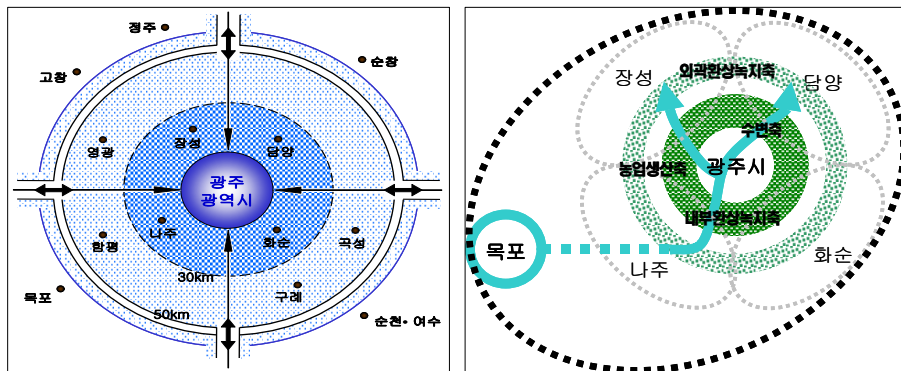 정주
순창
고창
영광
장성
담양
광주
광역시
나주
함평
화순
곡성
30km
구례
목포
50km
순천• 여수
장성
외곽환상녹지축
담양
수변축
농업생산축
광주시
내부환상녹지축
목포
나주
화순